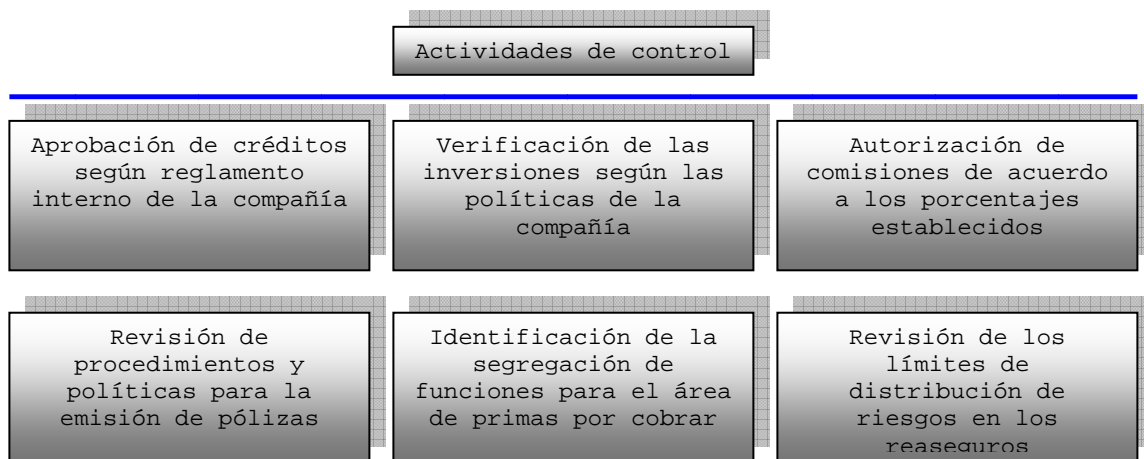 Actividades de control
Aprobación de créditos
según reglamento
interno de la compañía
Verificación de las
inversiones según las
políticas de la
compañía
Autorización de
comisiones de acuerdo
a los porcentajes
establecidos
Revisión de
procedimientos y
políticas para la
emisión de pólizas
Identificación de la
segregación de
funciones para el área
de primas por cobrar
Revisión de los
límites de
distribución de
riesgos en los
reaseguros